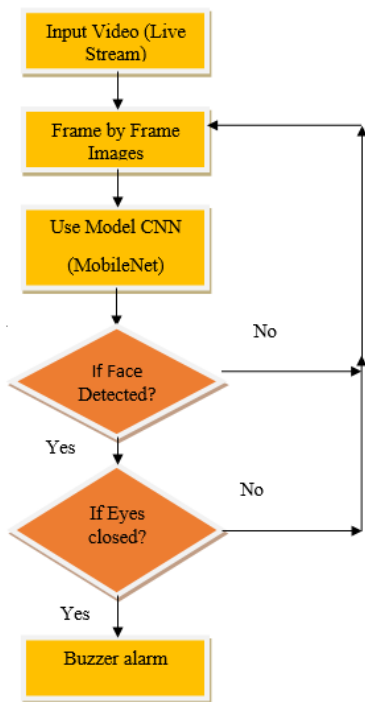 Input Video (Live
Stream)
Frame by Frame
Images
Use Model CNN
(MobileNet)
No
If Face
Detected?
Yes
No
If Eyes
closed?
Yes
Buzzer alarm